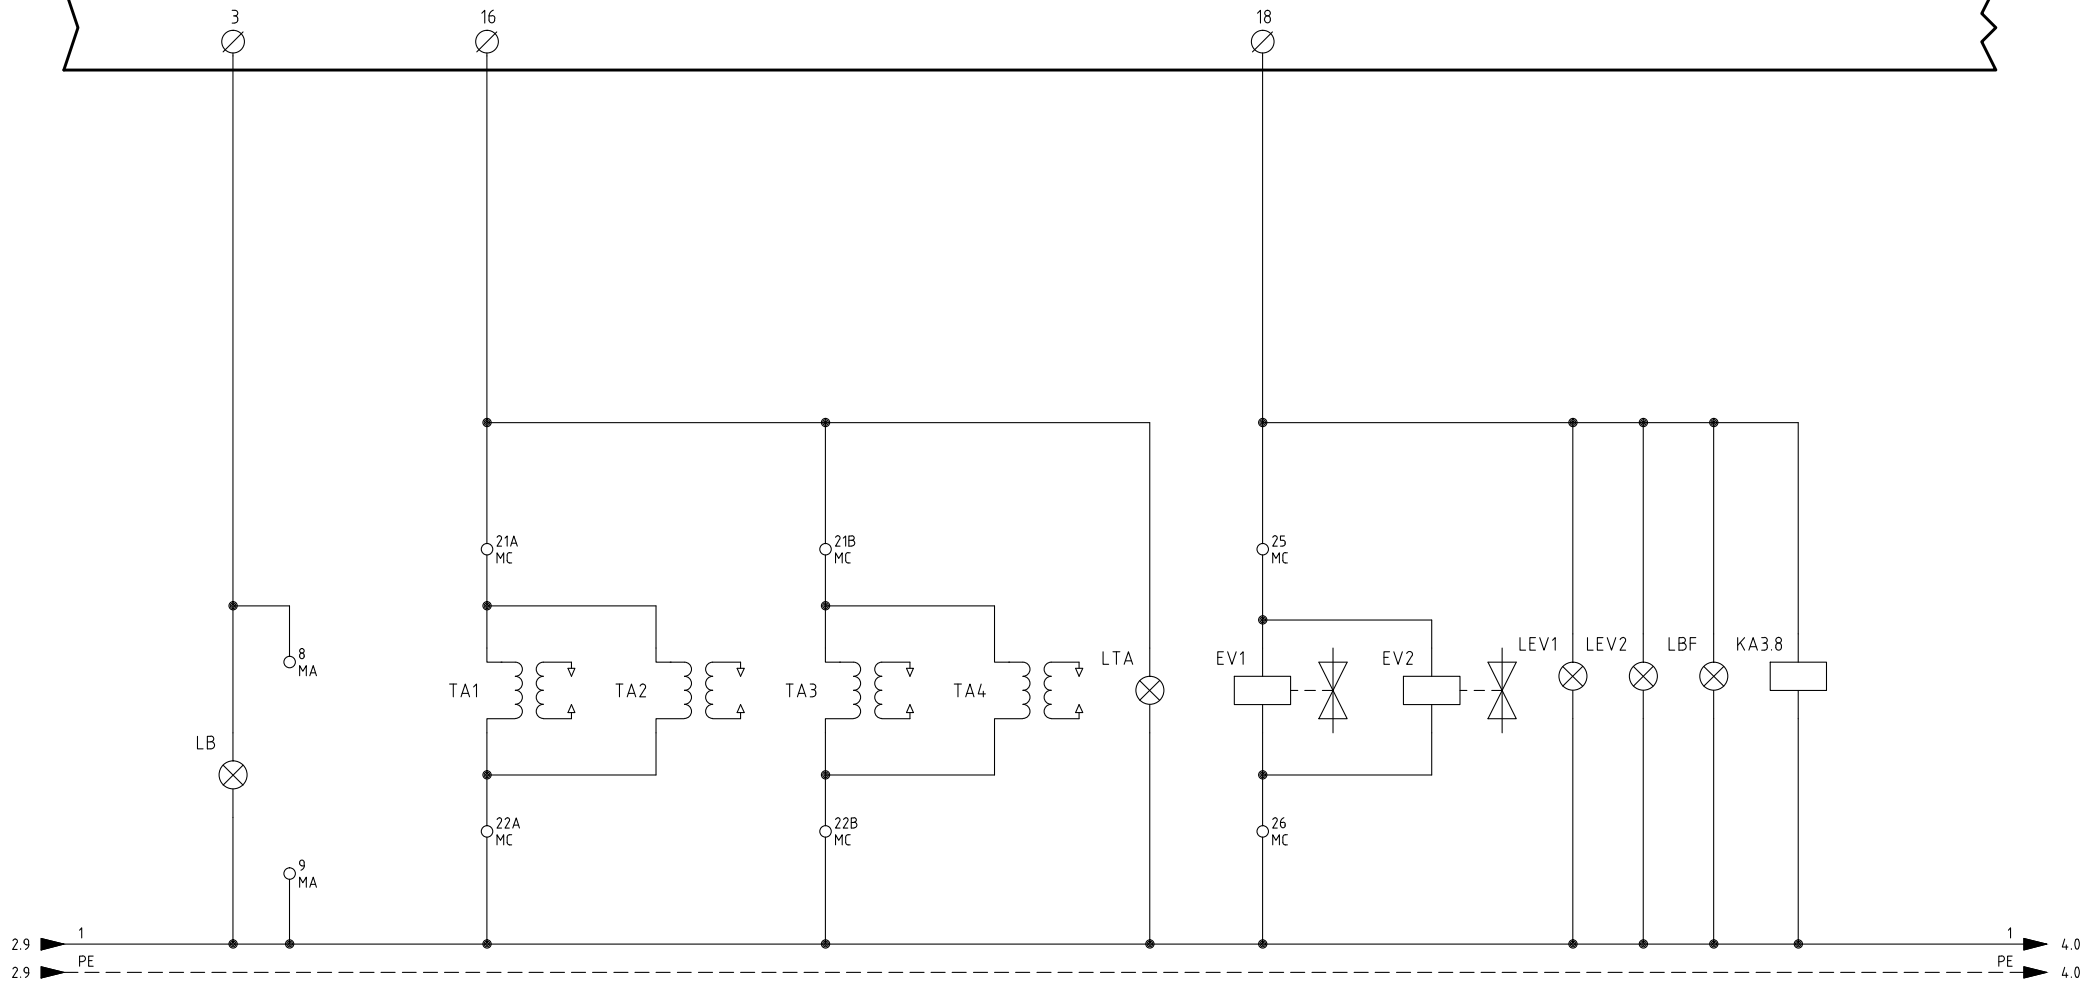 3 16 18
21A 21B 25
MC MC MC
8
MA
LTA EV1 EV2 LEV1 LEV2 LBF KA3.8
TA1 TA2 TA3 TA4
LB
22A 22B 26
MC MC MC
9
MA
2.9 1 1 4.0
2.9 PE PE 4.0